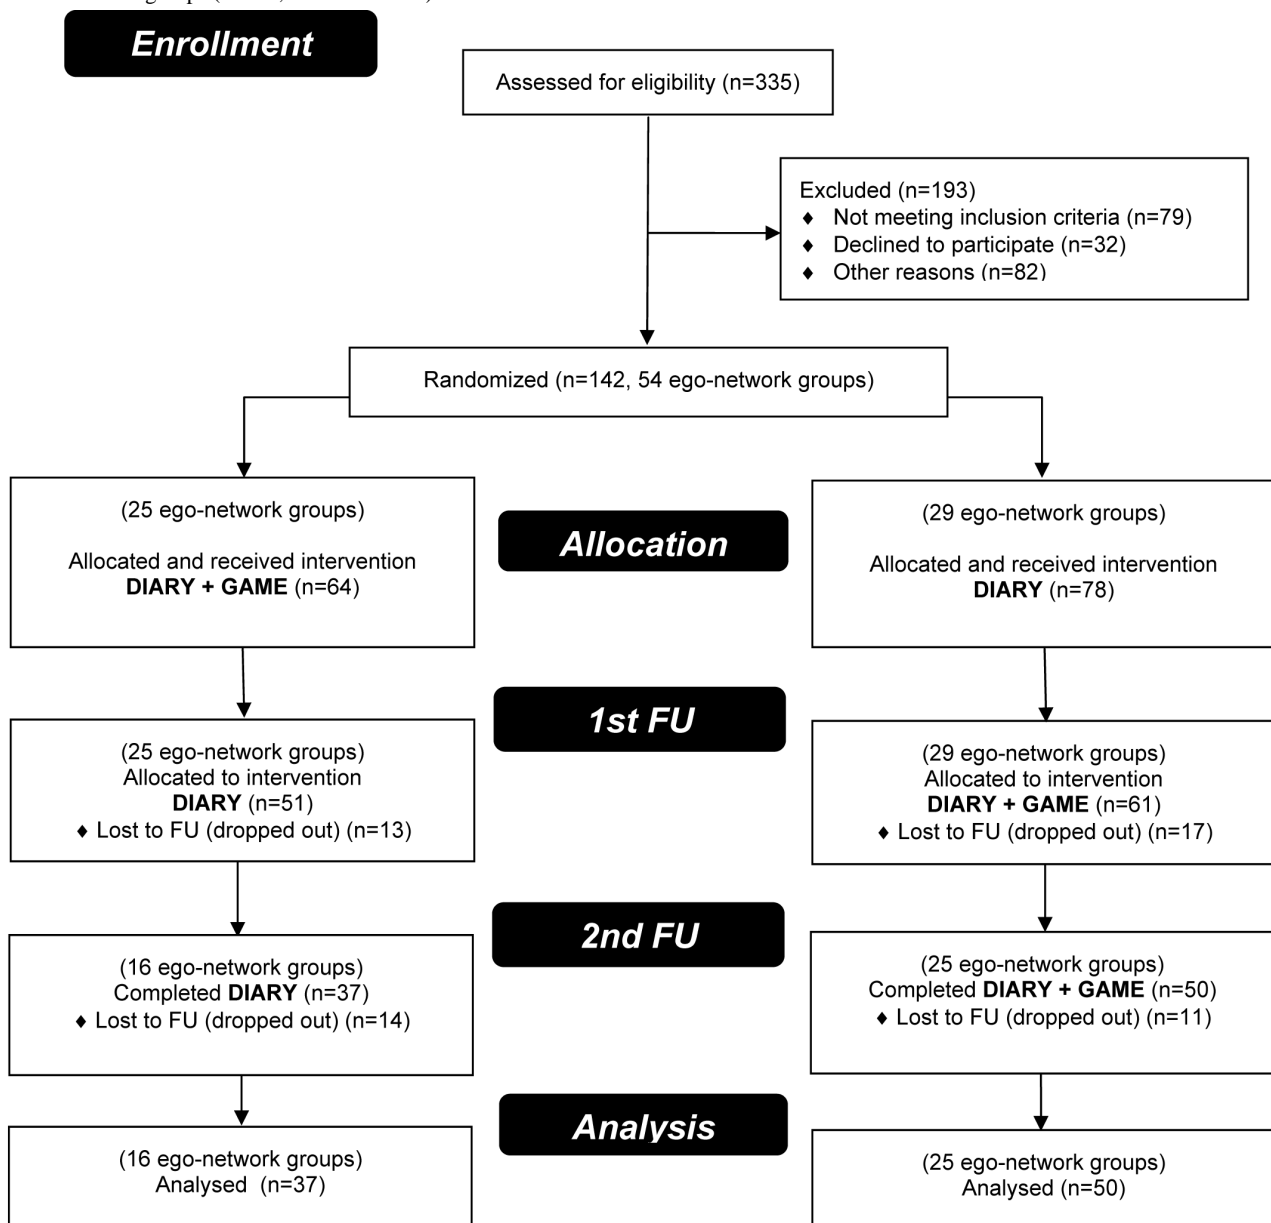 Enrollment
Assessed for eligibility (n=335)
Excluded (n=193)
♦ Not meeting inclusion criteria (n=79)
♦ Declined to participate (n=32)
♦ Other reasons (n=82)
Randomized (n=142, 54 ego-network groups)
(25 ego-network groups)
Allocated and received intervention
DIARY + GAME (n=64)
Allocation
(29 ego-network groups)
Allocated and received intervention
DIARY (n=78)
1st FU
(25 ego-network groups)
Allocated to intervention
DIARY (n=51)
♦ Lost to FU (dropped out) (n=13)
(29 ego-network groups)
Allocated to intervention
DIARY + GAME (n=61)
♦ Lost to FU (dropped out) (n=17)
2nd FU
(16 ego-network groups)
Completed DIARY (n=37)
♦ Lost to FU (dropped out) (n=14)
(25 ego-network groups)
Completed DIARY + GAME (n=50)
♦ Lost to FU (dropped out) (n=11)
Analysis
(16 ego-network groups)
Analysed (n=37)
(25 ego-network groups)
Analysed (n=50)